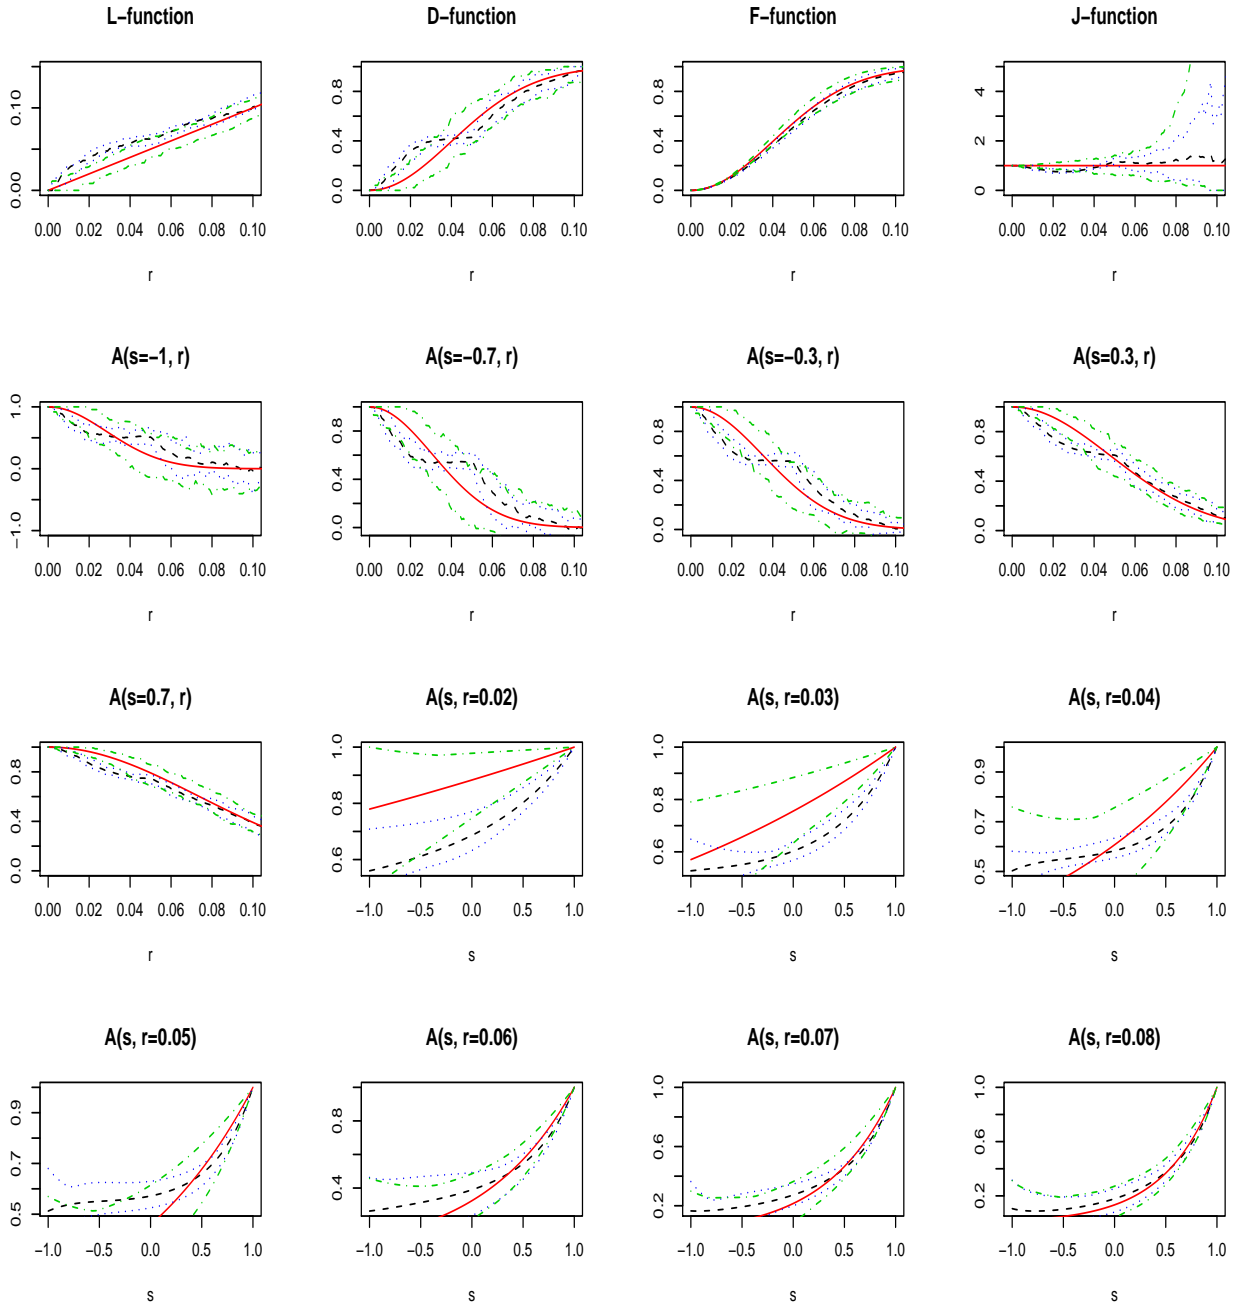 L−function D−function F−function J−function
0.00 0.10
0.0 0.4 0.8
0.0 0.4 0.8
0 1 2 4
0.00 0.02 0.04 0.06 0.08 0.10 0.00 0.02 0.04 0.06 0.08 0.10 0.00 0.02 0.04 0.06 0.08 0.10 0.00 0.02 0.04 0.06 0.08 0.10
r r r r
A(s=−1, r) A(s=−0.7, r) A(s=−0.3, r) A(s=0.3, r)
−1.0 0.0 1.0
0.0 0.4 0.8
0.0 0.4 0.8
0.0 0.4 0.8
0.00 0.02 0.04 0.06 0.08 0.10 0.00 0.02 0.04 0.06 0.08 0.10 0.00 0.02 0.04 0.06 0.08 0.10 0.00 0.02 0.04 0.06 0.08 0.10
r r r r
A(s=0.7, r) A(s, r=0.02) A(s, r=0.03) A(s, r=0.04)
0.0 0.4 0.8
0.6 0.8 1.0
0.6 0.8 1.0
0.5 0.7 0.9
0.00 0.02 0.04 0.06 0.08 0.10 −1.0 −0.5 0.0 0.5 1.0 −1.0 −0.5 0.0 0.5 1.0 −1.0 −0.5 0.0 0.5 1.0
r s s s
A(s, r=0.05) A(s, r=0.06) A(s, r=0.07) A(s, r=0.08)
0.5 0.7 0.9
0.4 0.8
0.2 0.6 1.0
0.2 0.6 1.0
−1.0 −0.5 0.0 0.5 1.0 −1.0 −0.5 0.0 0.5 1.0 −1.0 −0.5 0.0 0.5 1.0 −1.0 −0.5 0.0 0.5 1.0
s s s s